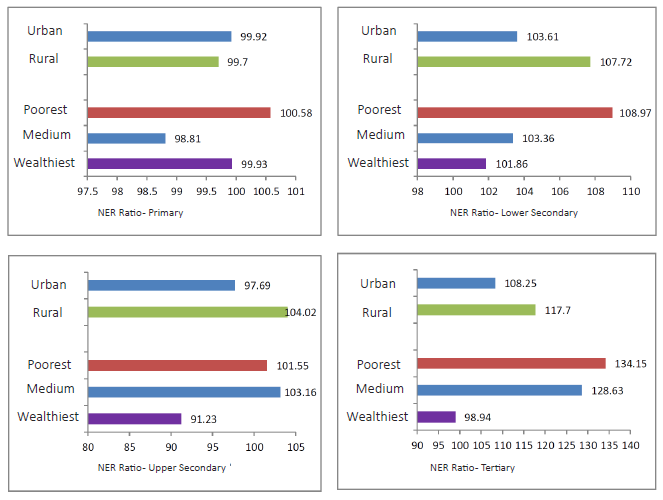 Urban 99.92
Rural 99.7
Poorest 100.58
Medium 98.81
Wealthiest 99.93
97.5 98 98.5 99 99.5 100 100.5 101
NER Ratio- Primary
Urban 103.61
Rural 107.72
Poorest 108.97
Medium 103.36
Wealthiest 101.86
98 100 102 104 106 108 110
NER Ratio- Lower Secondary
Urban 97.69
Rural 104.02
Poorest 101.55
Medium 103.16
Wealthiest 91.23
80 85 90 95 100 105
NER Ratio- Upper Secondary '
Urban 108.25
Rural 117.7
Poorest 134.15
Medium 128.63
Wealthiest 98.94
90 95 100 105 110 115 120 125 130 135 140
NER Ratio- Tertiary